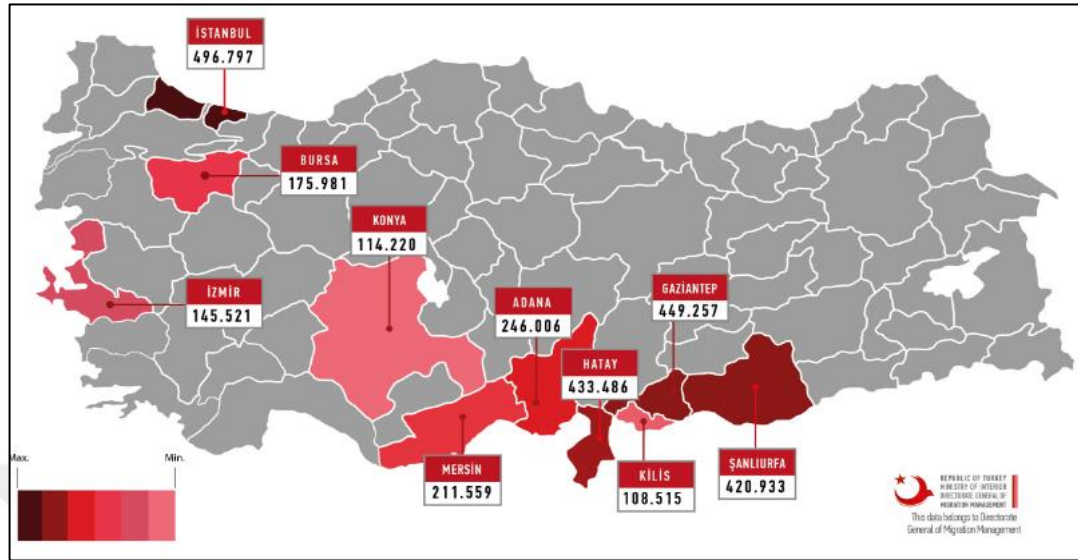 İSTANBUL
496.797
BURSA
175.981
KONYA
114.220
İZMİR
145.521
ADANA
246.006
GAZİANTEP
449.257
HATAY
433.486
MERSİN
211.559
KİLİS
108.515
ŞANLIURFA
420.933
Max.
Min.
REPUBLIC OF TURKEY
MINISTRY OF INTERIOR
DIRECTORATE GENERAL OF
MIGRATION MANAGEMENT
This data belongs to Directorate
General of Migration Management